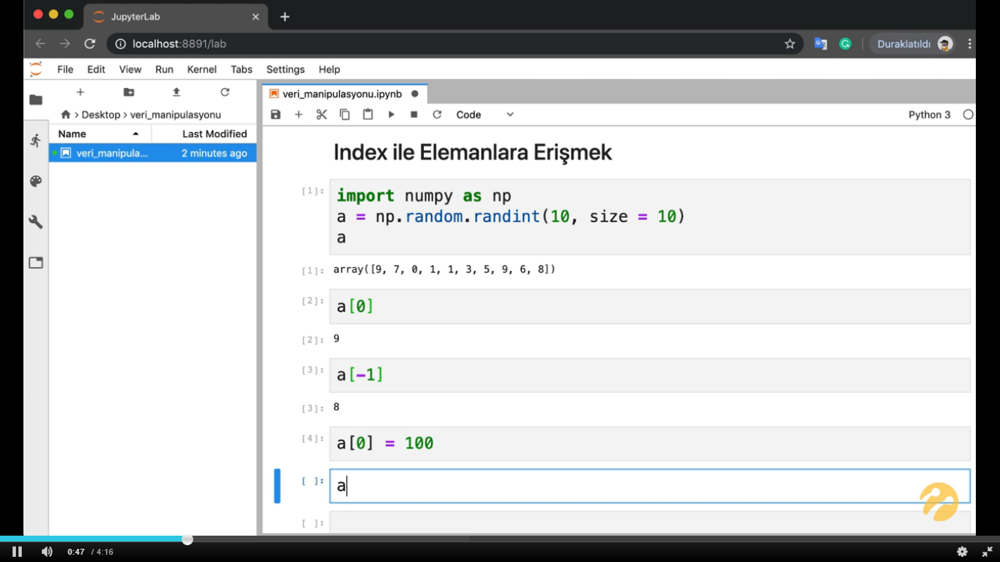 JupyterLab
localhost:8891/lab
Duraklatıldı
File Edit View Run Kernel Tabs Settings Help
veri_manipulasyonu.ipynb
Desktop > veri_manipulasyonu
Code
Python 3
Name Last Modified
veri_manipula... 2 minutes ago
Index ile Elemanlara Erişmek
[1]: import numpy as np
a = np.random.randint(10, size = 10)
a
[1]: array([9, 7, 0, 1, 1, 3, 5, 9, 6, 8])
[2]: a[0]
[2]: 9
[3]: a[-1]
[3]: 8
[4]: a[0] = 100
[ ]: a
[ ]:
0:47 / 4:16